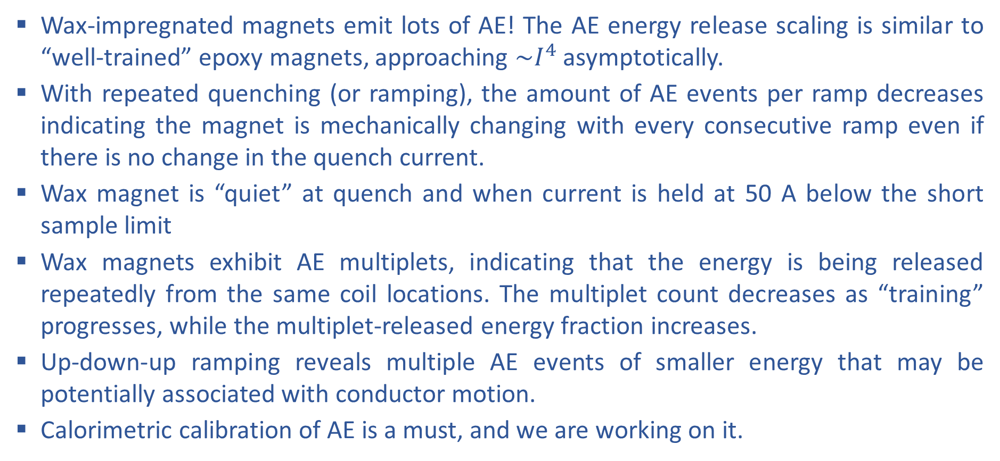 ▪ Wax-impregnated magnets emit lots of AE! The AE energy release scaling is similar to
“well-trained” epoxy magnets, approaching ~I⁴ asymptotically.
▪ With repeated quenching (or ramping), the amount of AE events per ramp decreases
indicating the magnet is mechanically changing with every consecutive ramp even if
there is no change in the quench current.
▪ Wax magnet is “quiet” at quench and when current is held at 50 A below the short
sample limit
▪ Wax magnets exhibit AE multiplets, indicating that the energy is being released
repeatedly from the same coil locations. The multiplet count decreases as “training”
progresses, while the multiplet-released energy fraction increases.
▪ Up-down-up ramping reveals multiple AE events of smaller energy that may be
potentially associated with conductor motion.
▪ Calorimetric calibration of AE is a must, and we are working on it.